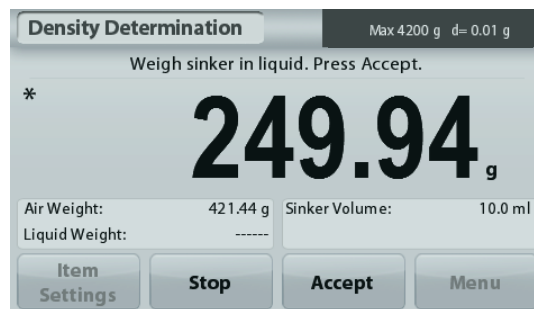 Density Determination
Max 4200 g d= 0.01 g
Weigh sinker in liquid. Press Accept.
*
249.94 g
Air Weight: 421.44 g Sinker Volume: 10.0 ml
Liquid Weight: ------
Item Settings Stop Accept Menu